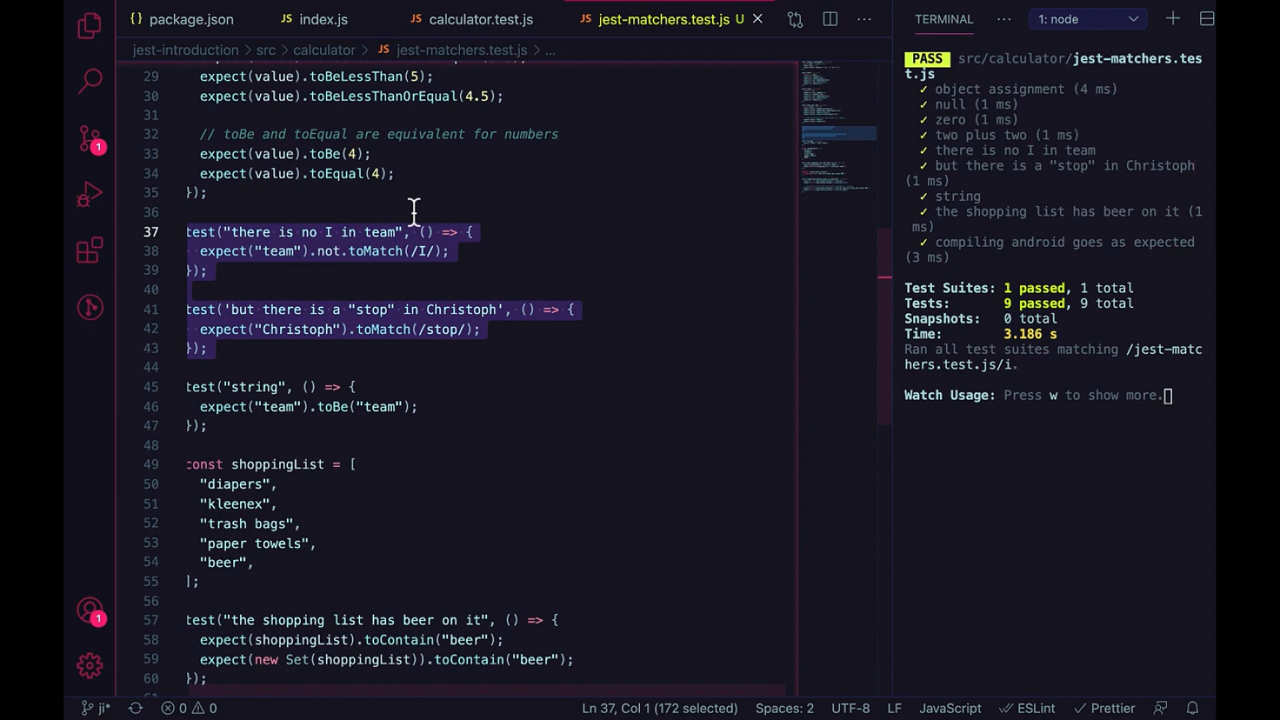 package.json
index.js
calculator.test.js
jest-matchers.test.js U
TERMINAL
1: node
jest-introduction > src > calculator > jest-matchers.test.js > ...
29 expect(value).toBeLessThan(5);
30 expect(value).toBeLessThanOrEqual(4.5);
31
32 // toBe and toEqual are equivalent for numbers
33 expect(value).toBe(4);
34 expect(value).toEqual(4);
35 });
36
37 test("there is no I in team", () => {
38 expect("team").not.toMatch(/I/);
39 });
40
41 test('but there is a "stop" in Christoph', () => {
42 expect("Christoph").toMatch(/stop/);
43 });
44
45 test("string", () => {
46 expect("team").toBe("team");
47 });
48
49 const shoppingList = [
50 "diapers",
51 "kleenex",
52 "trash bags",
53 "paper towels",
54 "beer",
55 ];
56
57 test("the shopping list has beer on it", () => {
58 expect(shoppingList).toContain("beer");
59 expect(new Set(shoppingList)).toContain("beer");
60 });
PASS src/calculator/jest-matchers.tes
t.js
✓ object assignment (4 ms)
✓ null (1 ms)
✓ zero (1 ms)
✓ two plus two (1 ms)
✓ there is no I in team
✓ but there is a "stop" in Christoph
(1 ms)
✓ string
✓ the shopping list has beer on it (1
ms)
✓ compiling android goes as expected
(3 ms)
Test Suites: 1 passed, 1 total
Tests: 9 passed, 9 total
Snapshots: 0 total
Time: 3.186 s
Ran all test suites matching /jest-matc
hers.test.js/i.
Watch Usage: Press w to show more.
1
1
ji*
0 0
Ln 37, Col 1 (172 selected)
Spaces: 2
UTF-8
LF
JavaScript
ESLint
Prettier